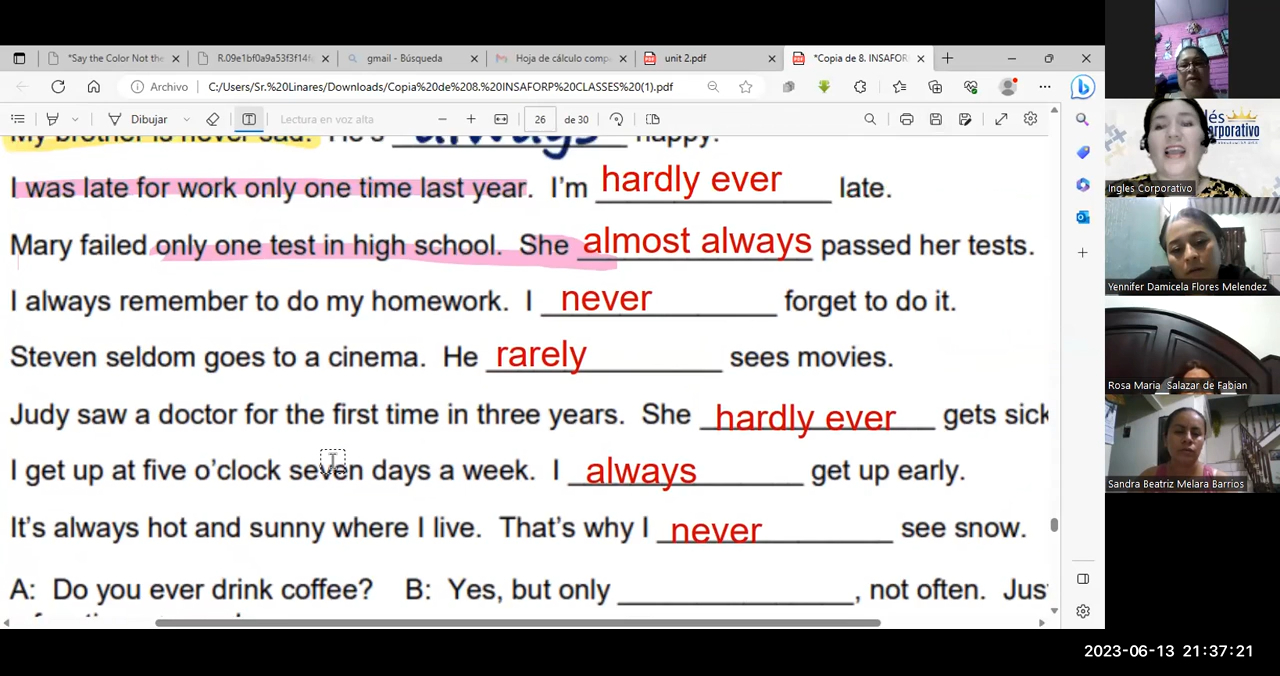 *Say the Color Not the
R.09e1bf0a9a53f3f14f
gmail - Búsqueda
Hoja de cálculo comp
unit 2.pdf
*Copia de 8. INSAFOR
Archivo
C:/Users/Sr.%20Linares/Downloads/Copia%20de%208.%20INSAFORP%20CLASSES%20(1).pdf
Dibujar
Lectura en voz alta
26 de 30
My brother is never sad. He's always happy.
I was late for work only one time last year. I'm hardly ever late.
Mary failed only one test in high school. She almost always passed her tests.
I always remember to do my homework. I never forget to do it.
Steven seldom goes to a cinema. He rarely sees movies.
Judy saw a doctor for the first time in three years. She hardly ever gets sick
I get up at five o'clock seven days a week. I always get up early.
It's always hot and sunny where I live. That's why I never see snow.
A: Do you ever drink coffee? B: Yes, but only _______________, not often. Jus
lés
orporativo
Ingles Corporativo
Yennifer Damicela Flores Melendez
Rosa Maria Salazar de Fabian
Sandra Beatriz Melara Barrios
2023-06-13 21:37:21